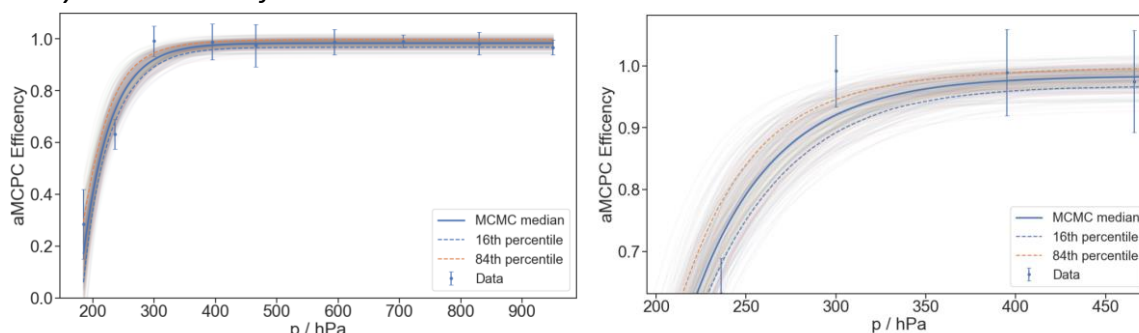 1.0
0.8
0.6
0.4
0.2
0.0
aMCPC Efficency
MCMC median
16th percentile
84th percentile
Data
200 300 400 500 600 700 800 900
p / hPa
1.0
0.9
0.8
0.7
aMCPC Efficency
MCMC median
16th percentile
84th percentile
Data
200 250 300 350 400 450
p / hPa